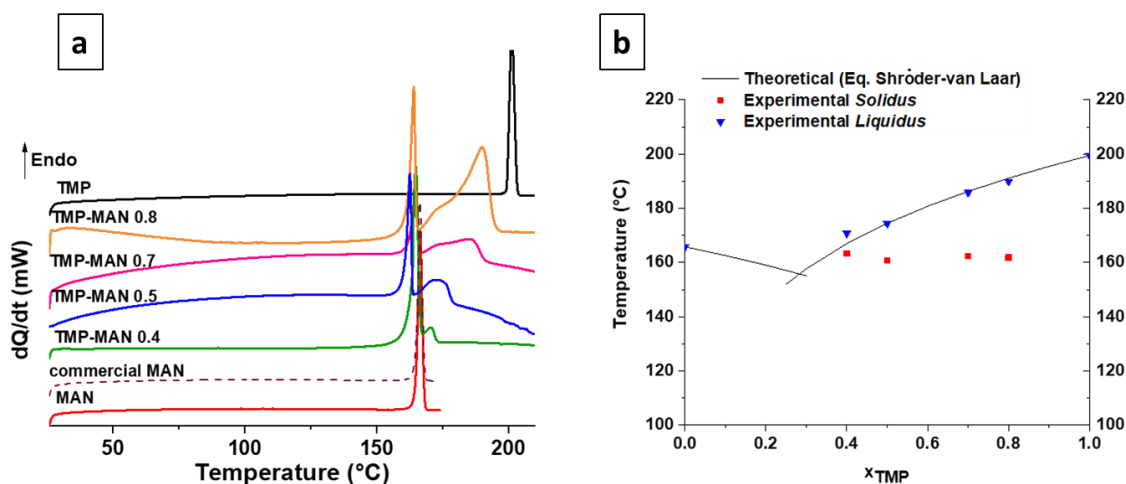 a
Endo
TMP
TMP-MAN 0.8
TMP-MAN 0.7
TMP-MAN 0.5
TMP-MAN 0.4
commercial MAN
MAN
dQ/dt (mW)
50
100
150
200
Temperature (°C)
b
Theoretical (Eq. Shròder-van Laar)
Experimental Solidus
Experimental Liquidus
220
200
180
160
140
120
100
Temperature (°C)
220
200
180
160
140
120
100
0.0
0.2
0.4
0.6
0.8
1.0
xTMP